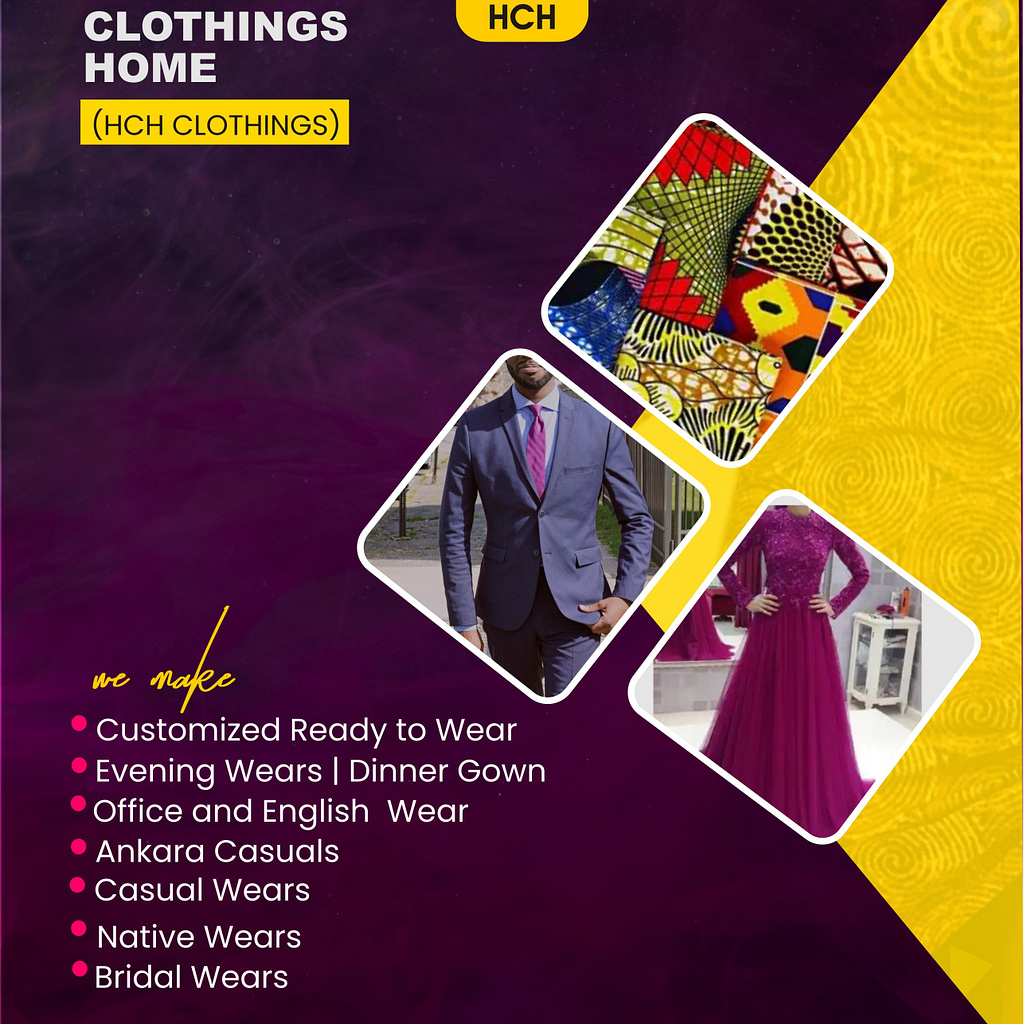 HCH
CLOTHINGS
HOME
(HCH CLOTHINGS)
we make
Customized Ready to Wear
Evening Wears | Dinner Gown
Office and English Wear
Ankara Casuals
Casual Wears
Native Wears
Bridal Wears